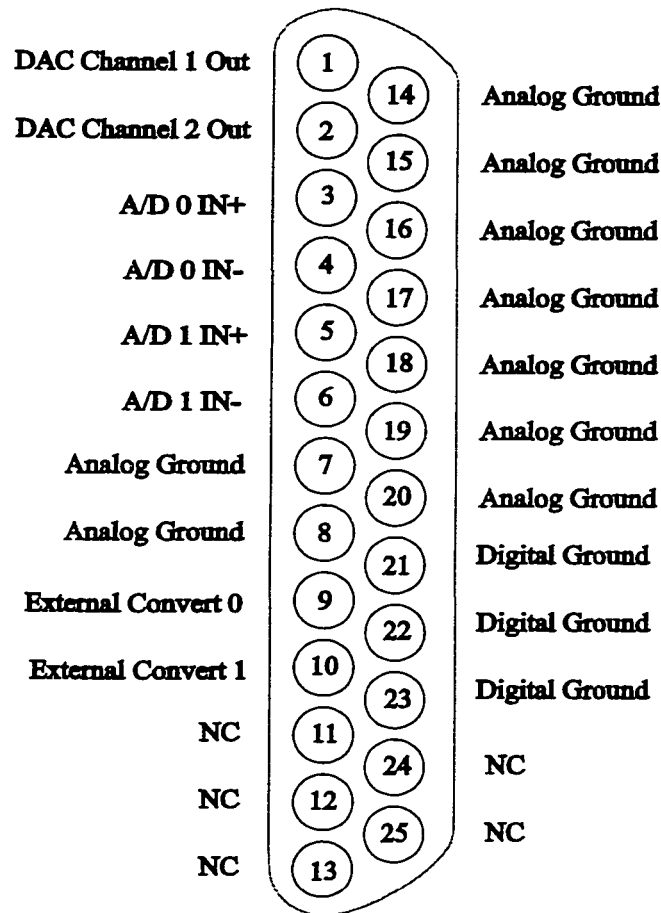 DAC Channel 1 Out
1
14
Analog Ground
DAC Channel 2 Out
2
15
Analog Ground
A/D 0 IN+
3
16
Analog Ground
A/D 0 IN-
4
17
Analog Ground
A/D 1 IN+
5
18
Analog Ground
A/D 1 IN-
6
19
Analog Ground
Analog Ground
7
20
Analog Ground
Analog Ground
8
21
Digital Ground
External Convert 0
9
22
Digital Ground
External Convert 1
10
23
Digital Ground
NC
11
24
NC
NC
12
25
NC
NC
13